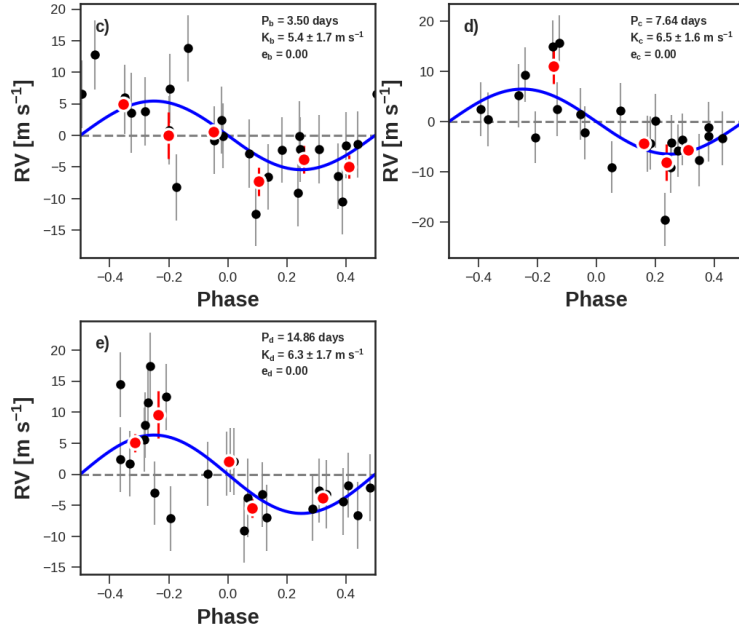 c)
P_b = 3.50 days
K_b = 5.4 ± 1.7 m s⁻¹
e_b = 0.00
RV [m s⁻¹]
20
15
10
5
0
−5
−10
−15
−0.4 −0.2 0.0 0.2 0.4
Phase
d)
P_c = 7.64 days
K_c = 6.5 ± 1.6 m s⁻¹
e_c = 0.00
RV [m s⁻¹]
20
10
0
−10
−20
−0.4 −0.2 0.0 0.2 0.4
Phase
e)
P_d = 14.86 days
K_d = 6.3 ± 1.7 m s⁻¹
e_d = 0.00
RV [m s⁻¹]
20
15
10
5
0
−5
−10
−15
−0.4 −0.2 0.0 0.2 0.4
Phase